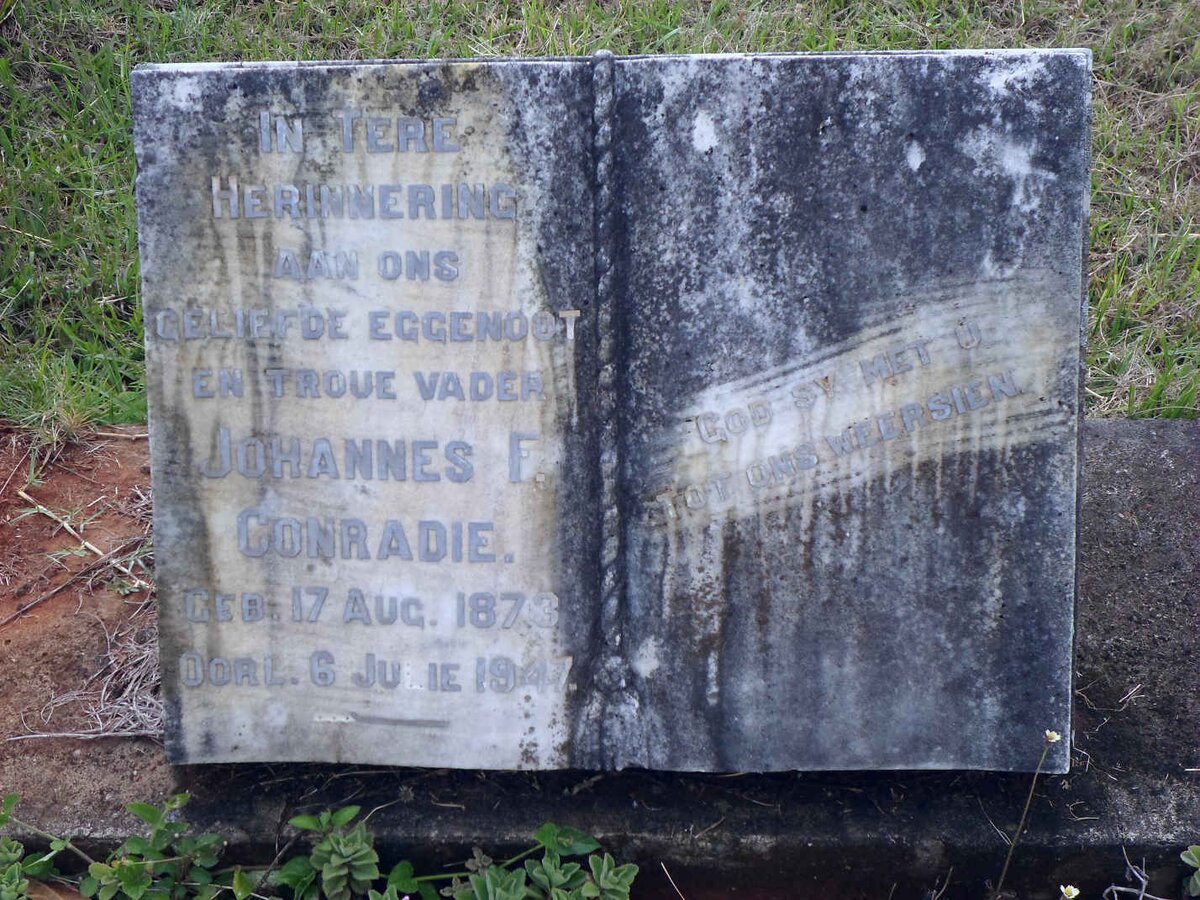 IN TERE
HERINNERING
AAN ONS
GELIEFDE EGGENOOT
EN TROUE VADER
JOHANNES F.
CONRADIE.
GEB. 17 AUG. 1873
OORL. 6 JULIE 1947
GOD SY MET U
TOT ONS WEERSIEN.